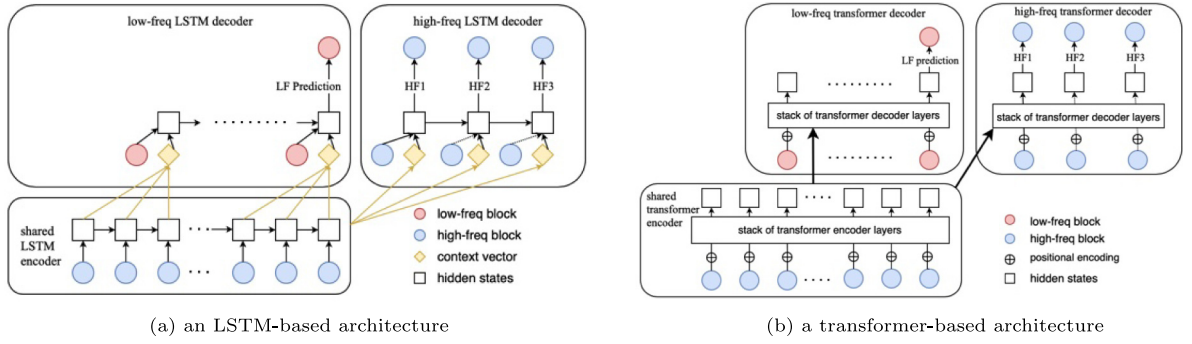 low-freq LSTM decoder
LF Prediction
high-freq LSTM decoder
HF1 HF2 HF3
shared
LSTM
encoder
low-freq block
high-freq block
context vector
hidden states
(a) an LSTM-based architecture
low-freq transformer decoder
LF prediction
stack of transformer decoder layers
high-freq transformer decoder
HF1 HF2 HF3
stack of transformer decoder layers
shared
transformer
encoder
stack of transformer encoder layers
low-freq block
high-freq block
positional encoding
hidden states
(b) a transformer-based architecture